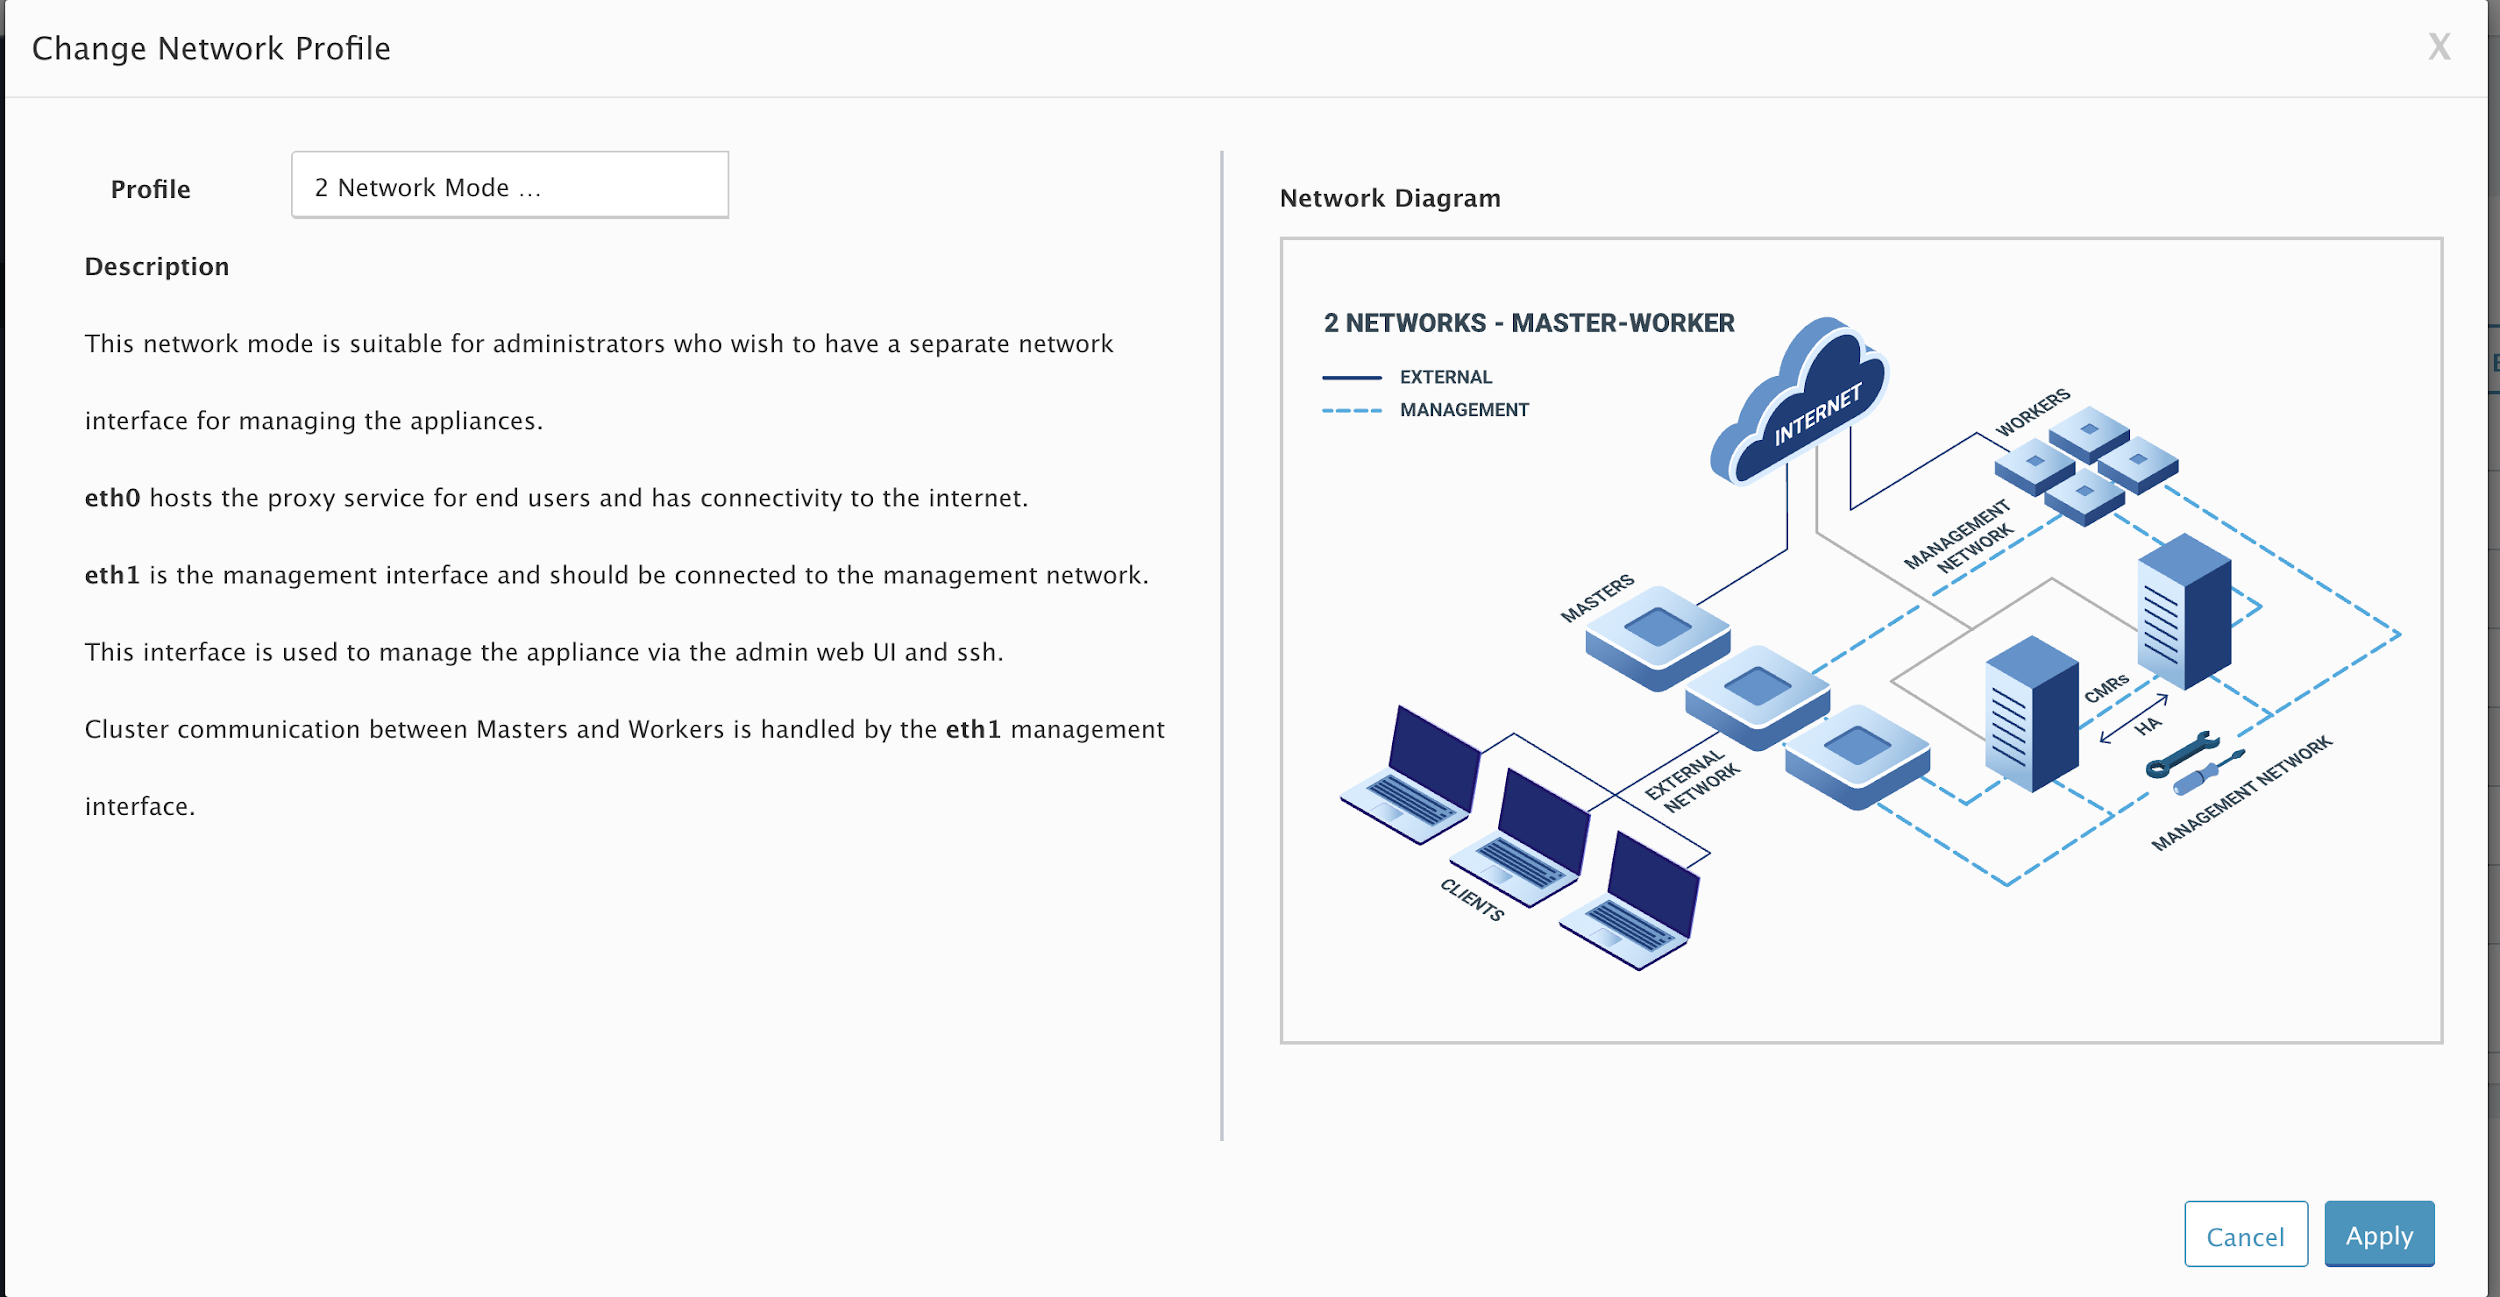 Change Network Profile
X
Profile
2 Network Mode ...
Description
This network mode is suitable for administrators who wish to have a separate network
interface for managing the appliances.
eth0 hosts the proxy service for end users and has connectivity to the internet.
eth1 is the management interface and should be connected to the management network.
This interface is used to manage the appliance via the admin web UI and ssh.
Cluster communication between Masters and Workers is handled by the eth1 management
interface.
Network Diagram
2 NETWORKS - MASTER-WORKER
EXTERNAL
MANAGEMENT
INTERNET
WORKERS
MANAGEMENT
NETWORK
MASTERS
CMRs
HA
EXTERNAL
NETWORK
MANAGEMENT NETWORK
CLIENTS
Cancel
Apply